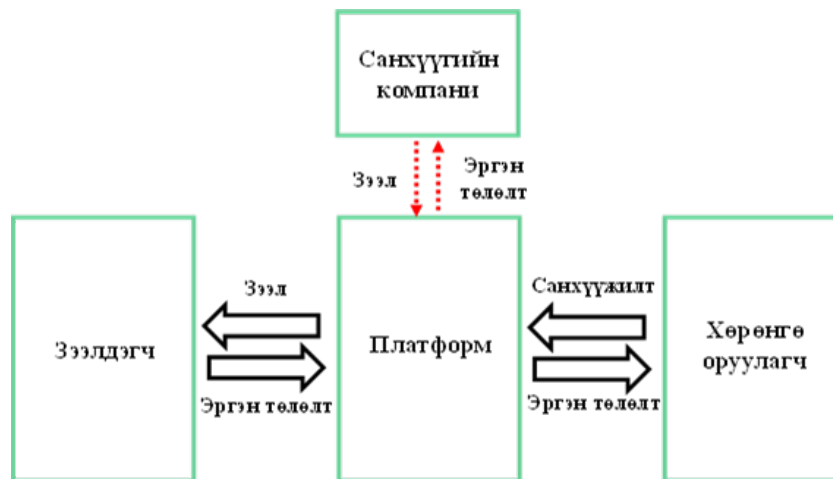 Санхүүгийн
компани
Зээл
Эргэн
төлөлт
Зээл
Санхүүжилт
Зээлдэгч
Платформ
Хөрөнгө
оруулагч
Эргэн төлөлт
Эргэн төлөлт